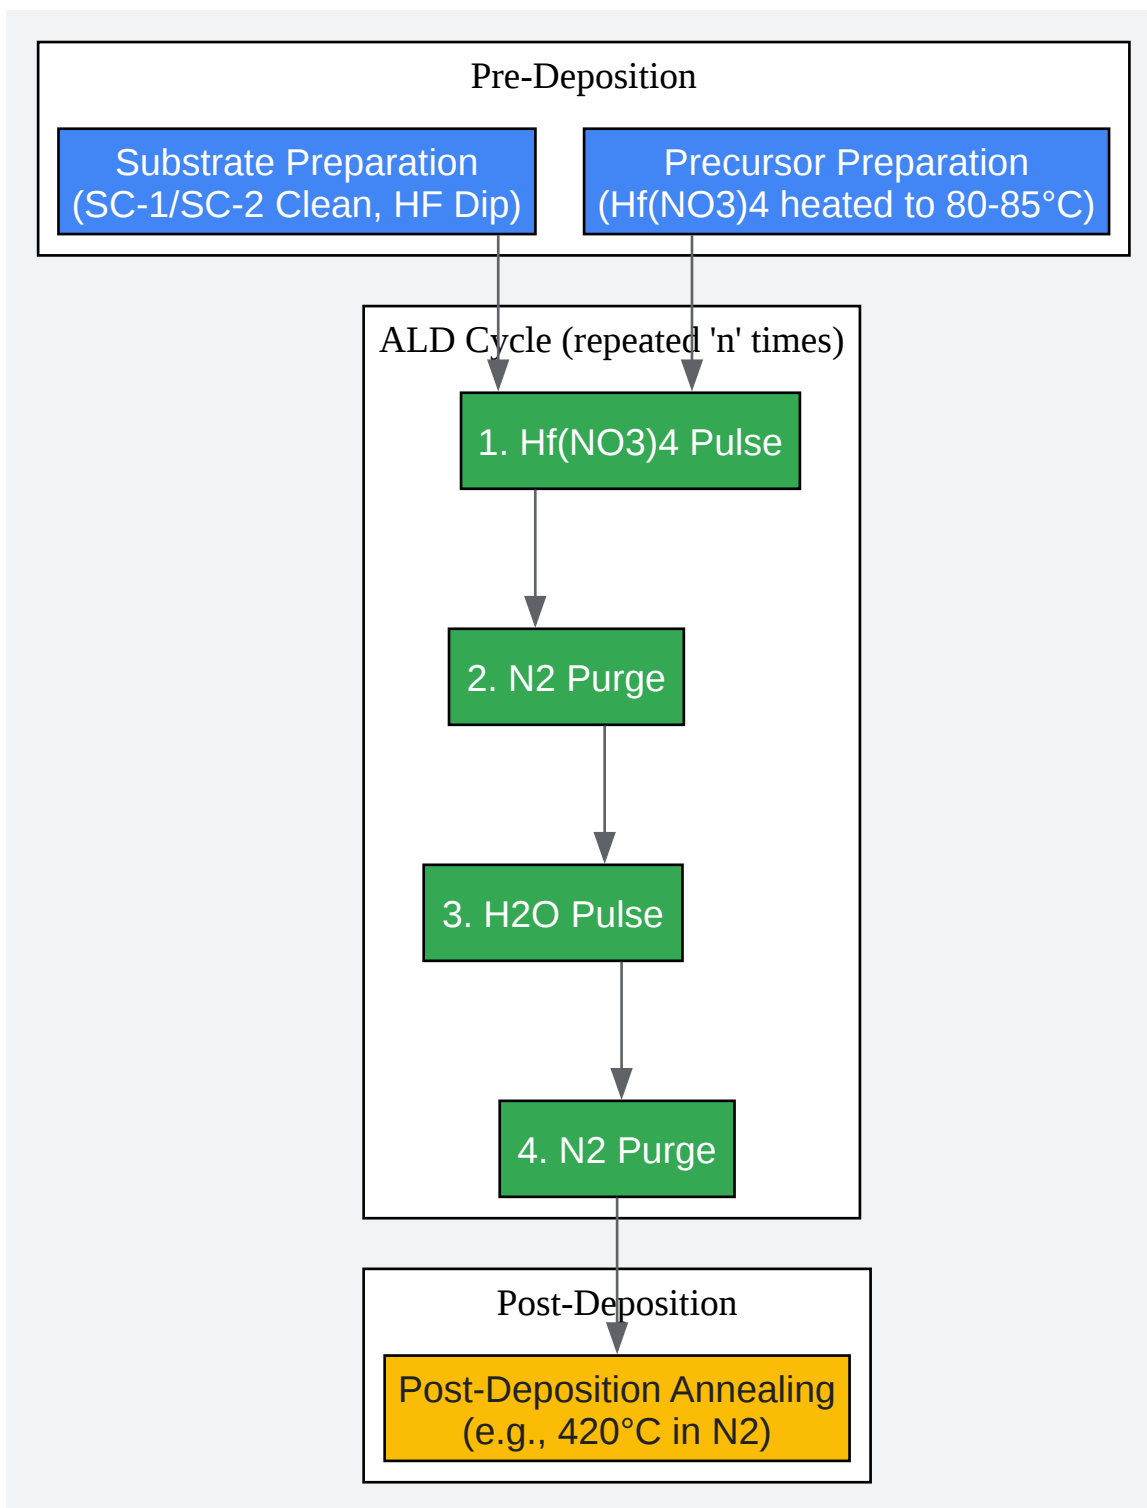 Pre-Deposition
Substrate Preparation
(SC-1/SC-2 Clean, HF Dip)
Precursor Preparation
(Hf(NO3)4 heated to 80-85°C)
ALD Cycle (repeated 'n' times)
1. Hf(NO3)4 Pulse
2. N2 Purge
3. H2O Pulse
4. N2 Purge
Post-Deposition
Post-Deposition Annealing
(e.g., 420°C in N2)